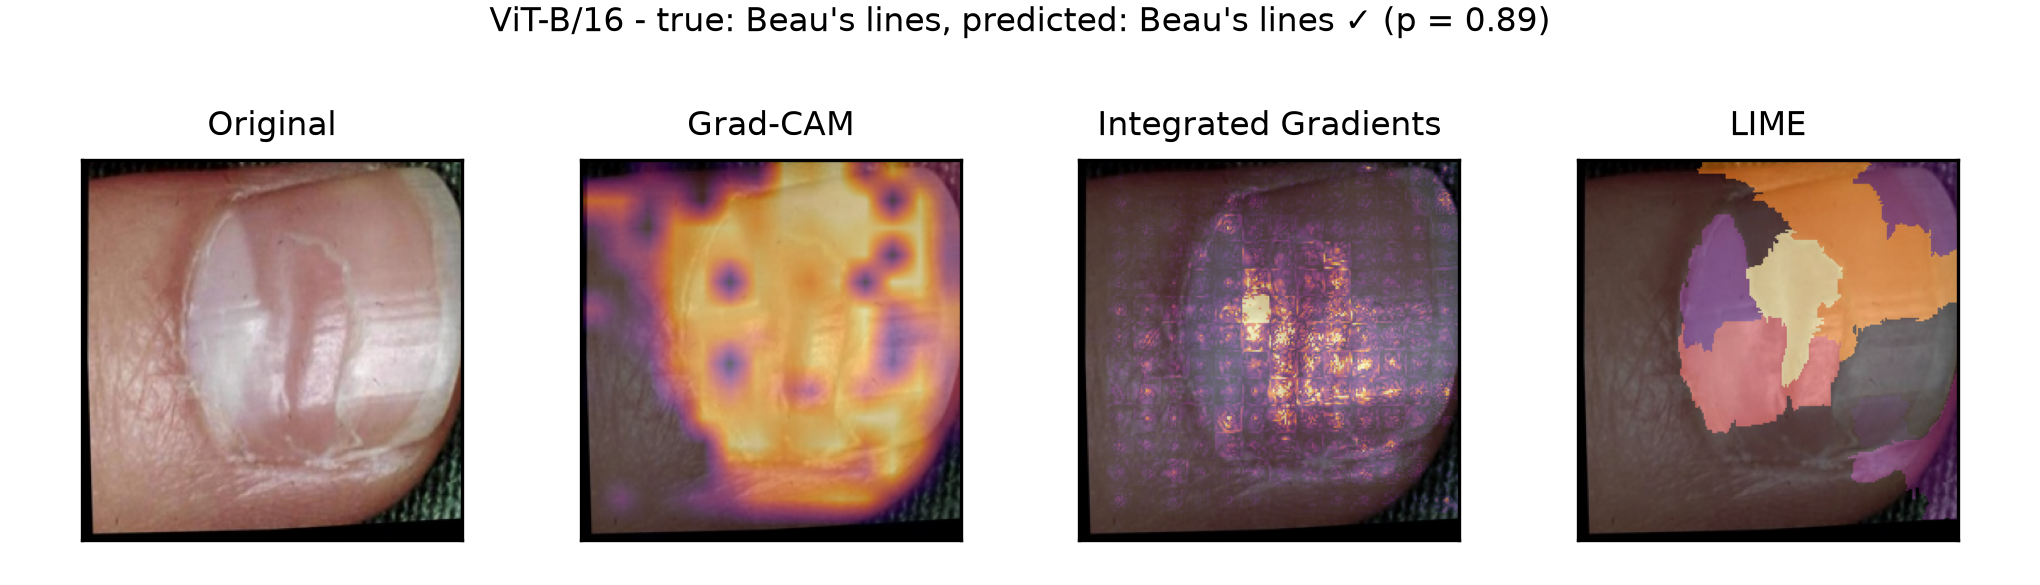 ViT-B/16 - true: Beau's lines, predicted: Beau's lines ✓ (p = 0.89)
Original
Grad-CAM
Integrated Gradients
LIME